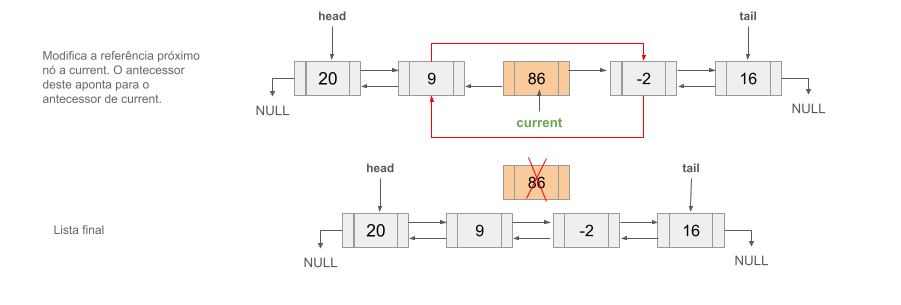 head
tail
Modifica a referência próximo
nó a current. O antecessor
deste aponta para o
antecessor de current.
20
9
86
-2
16
NULL
NULL
current
head
86
tail
Lista final
20
9
-2
16
NULL
NULL